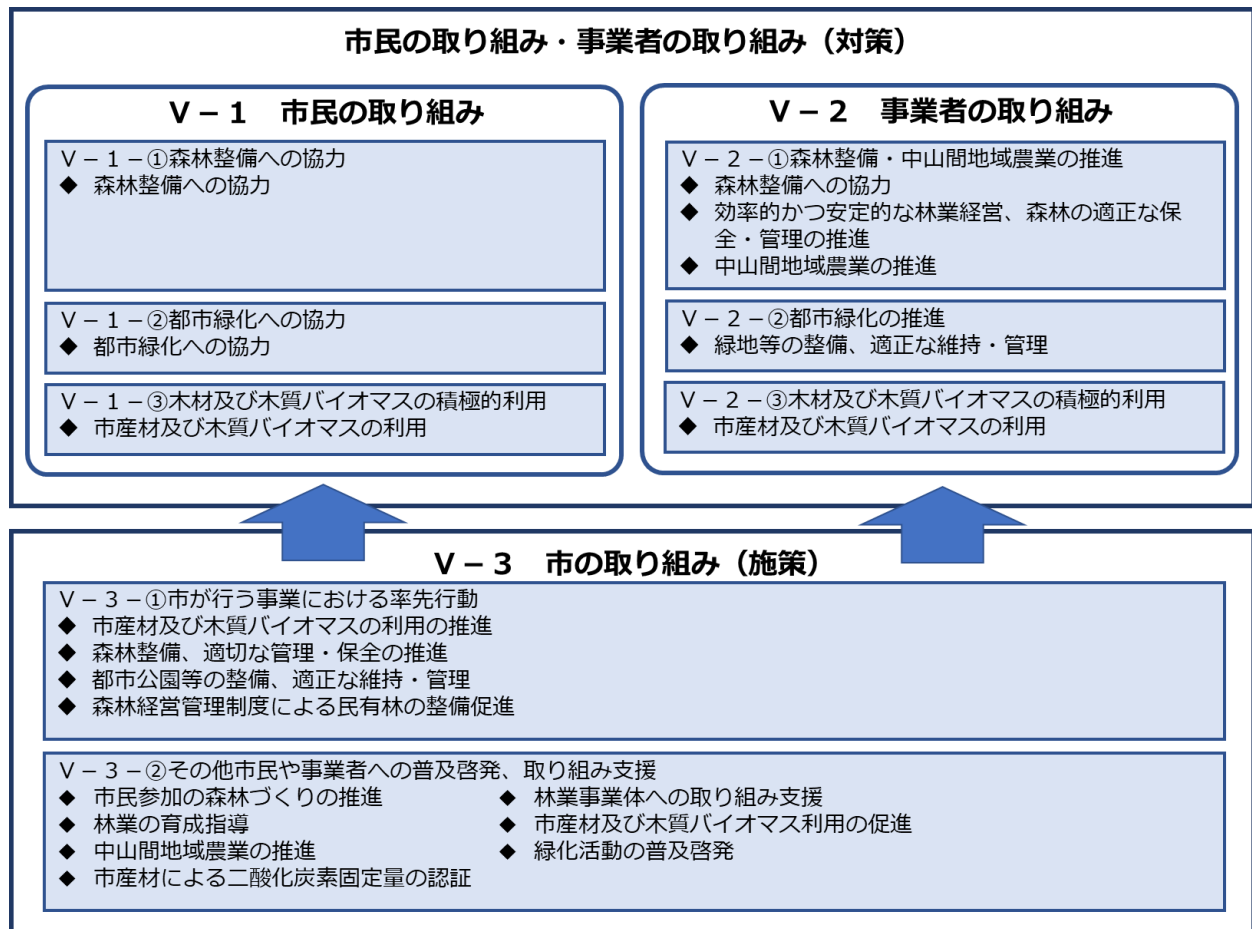 市民の取り組み・事業者の取り組み（対策）
Ⅴ－１　市民の取り組み
Ⅴ－１－①森林整備への協力
◆ 森林整備への協力
Ⅴ－１－②都市緑化への協力
◆ 都市緑化への協力
Ⅴ－１－③木材及び木質バイオマスの積極的利用
◆ 市産材及び木質バイオマスの利用
Ⅴ－２　事業者の取り組み
Ⅴ－２－①森林整備・中山間地域農業の推進
◆ 森林整備への協力
◆ 効率的かつ安定的な林業経営、森林の適正な保
全・管理の推進
◆ 中山間地域農業の推進
Ⅴ－２－②都市緑化の推進
◆ 緑地等の整備、適正な維持・管理
Ⅴ－２－③木材及び木質バイオマスの積極的利用
◆ 市産材及び木質バイオマスの利用
Ⅴ－３　市の取り組み（施策）
Ⅴ－３－①市が行う事業における率先行動
◆ 市産材及び木質バイオマスの利用の推進
◆ 森林整備、適切な管理・保全の推進
◆ 都市公園等の整備、適正な維持・管理
◆ 森林経営管理制度による民有林の整備促進
Ⅴ－３－②その他市民や事業者への普及啓発、取り組み支援
◆ 市民参加の森林づくりの推進
◆ 林業の育成指導
◆ 中山間地域農業の推進
◆ 市産材による二酸化炭素固定量の認証
◆ 林業事業体への取り組み支援
◆ 市産材及び木質バイオマス利用の促進
◆ 緑化活動の普及啓発